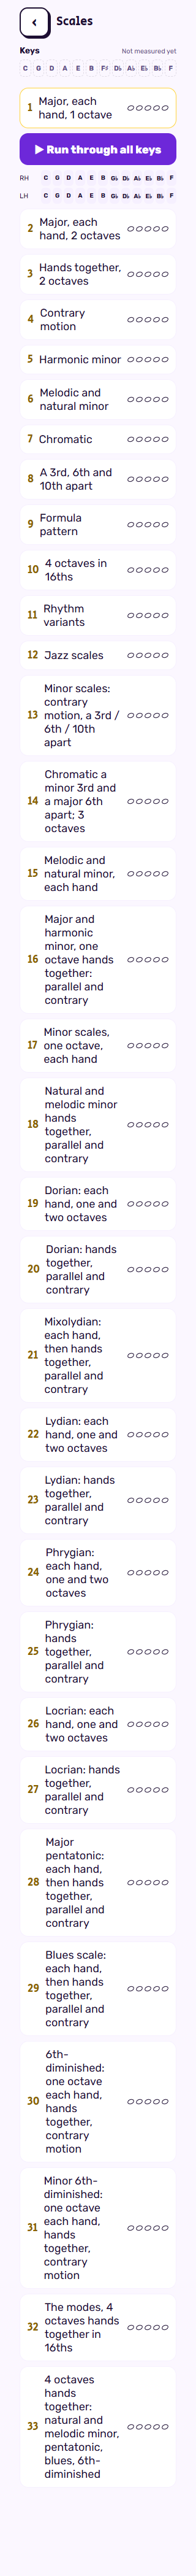 Scales
Keys Not measured yet
C G D A E B F♯ D♭ A♭ E♭ B♭ F
1 Major, each
hand, 1 octave
▶ Run through all keys
RH C G D A E B G♭ D♭ A♭ E♭ B♭ F
LH C G D A E B G♭ D♭ A♭ E♭ B♭ F
2 Major, each
hand, 2 octaves
3 Hands together,
2 octaves
4 Contrary
motion
5 Harmonic minor
6 Melodic and
natural minor
7 Chromatic
8 A 3rd, 6th and
10th apart
9 Formula
pattern
10 4 octaves in
16ths
11 Rhythm
variants
12 Jazz scales
13 Minor scales:
contrary
motion, a 3rd /
6th / 10th
apart
14 Chromatic a
minor 3rd and
a major 6th
apart; 3
octaves
15 Melodic and
natural minor,
each hand
16 Major and
harmonic
minor, one
octave hands
together:
parallel and
contrary
17 Minor scales,
one octave,
each hand
18 Natural and
melodic minor
hands
together,
parallel and
contrary
19 Dorian: each
hand, one and
two octaves
20 Dorian: hands
together,
parallel and
contrary
21 Mixolydian:
each hand,
then hands
together,
parallel and
contrary
22 Lydian: each
hand, one and
two octaves
23 Lydian: hands
together,
parallel and
contrary
24 Phrygian:
each hand,
one and two
octaves
25 Phrygian:
hands
together,
parallel and
contrary
26 Locrian: each
hand, one and
two octaves
27 Locrian: hands
together,
parallel and
contrary
28 Major
pentatonic:
each hand,
then hands
together,
parallel and
contrary
29 Blues scale:
each hand,
then hands
together,
parallel and
contrary
30 6th-
diminished:
one octave
each hand,
hands
together,
contrary
motion
31 Minor 6th-
diminished:
one octave
each hand,
hands
together,
contrary
motion
32 The modes, 4
octaves hands
together in
16ths
33 4 octaves
hands
together:
natural and
melodic minor,
pentatonic,
blues, 6th-
diminished